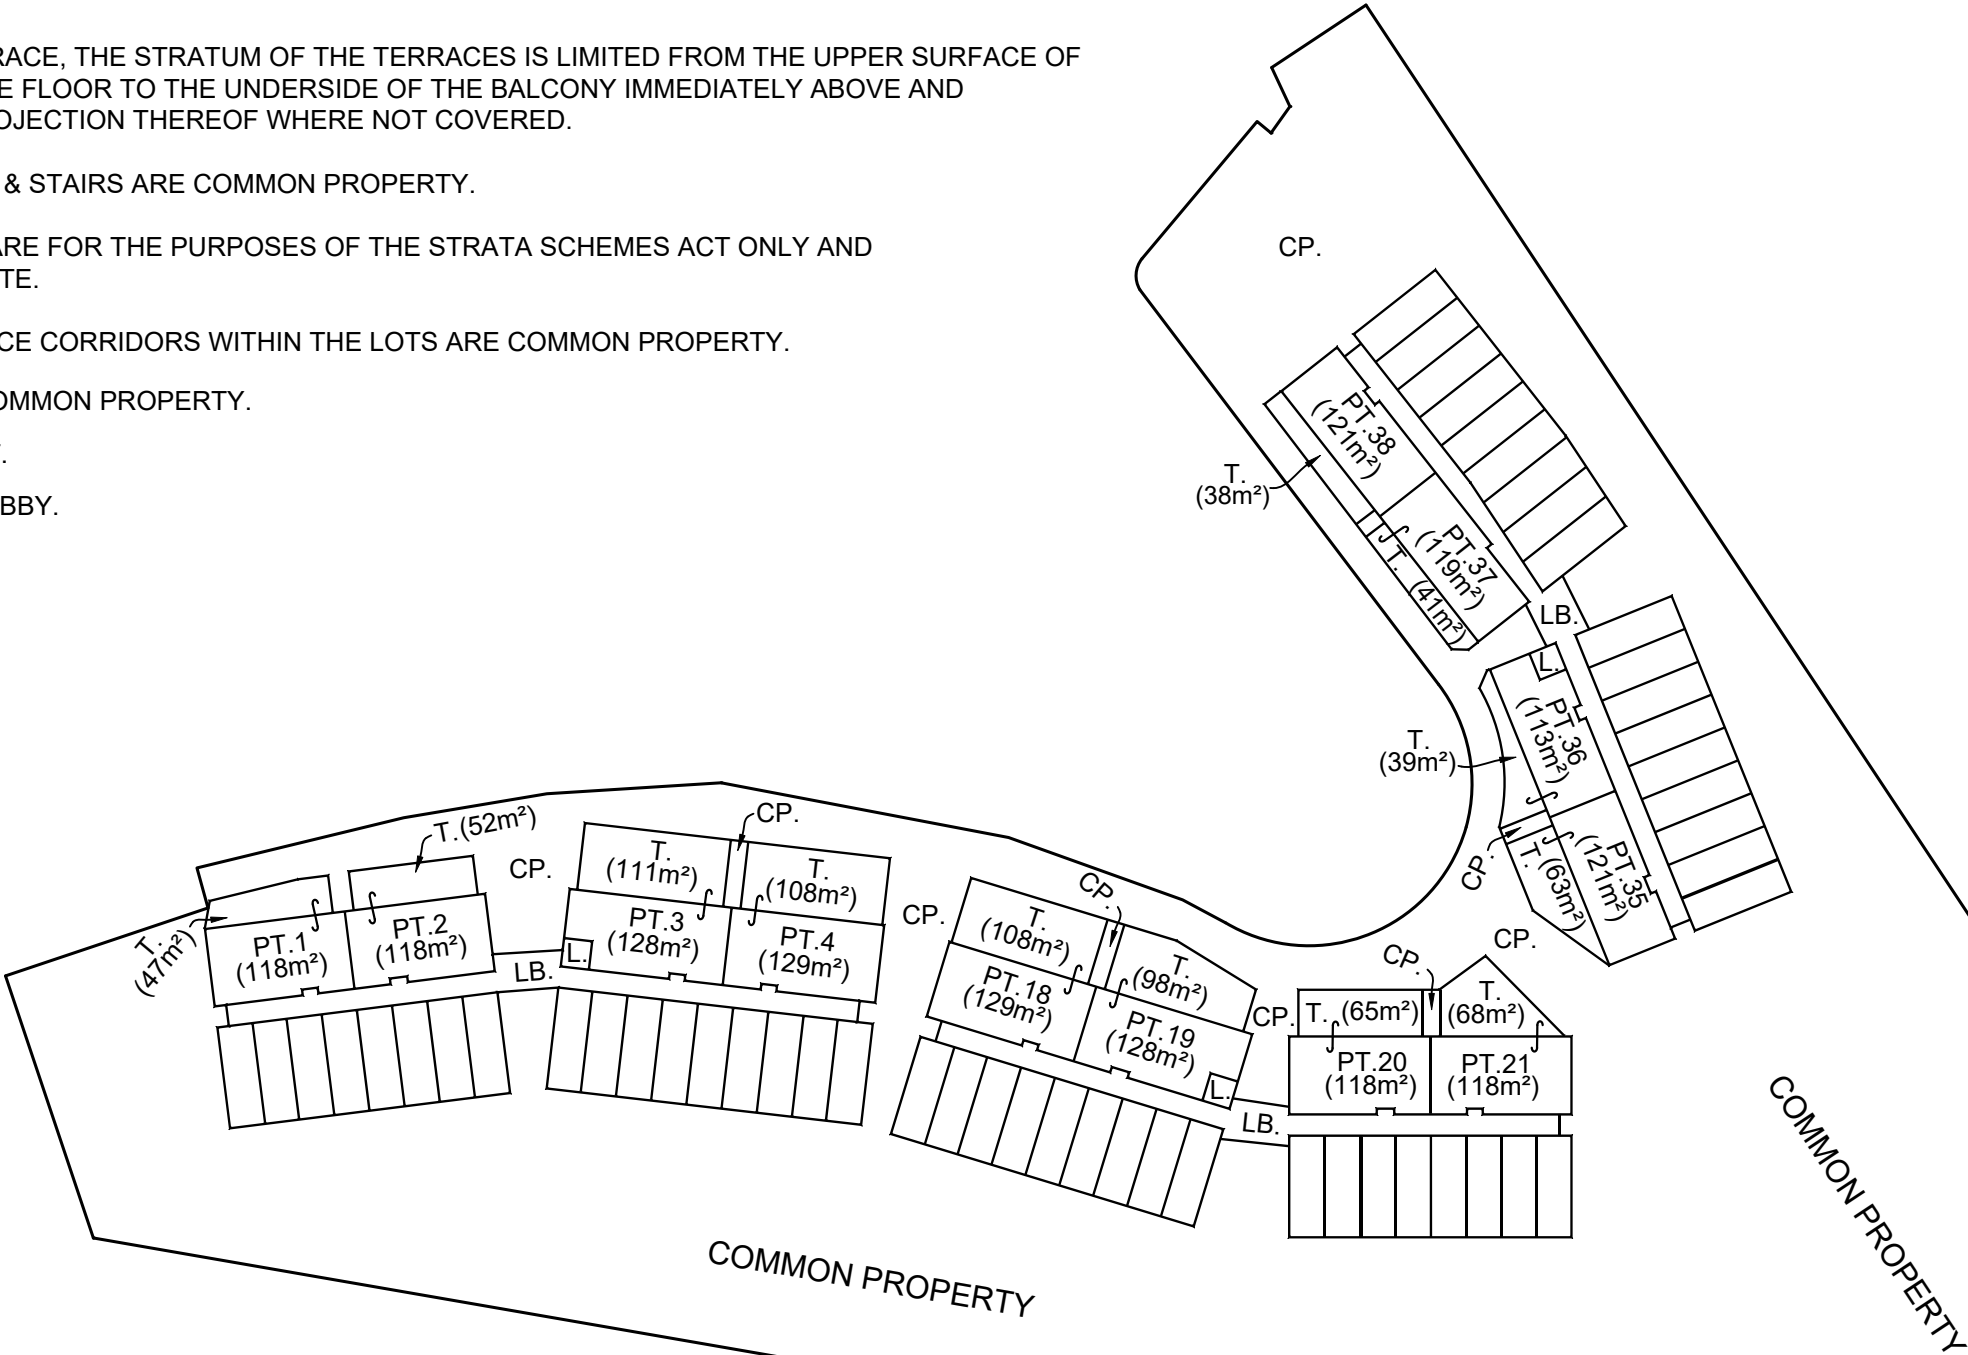 RACE, THE STRATUM OF THE TERRACES IS LIMITED FROM THE UPPER SURFACE OF
E FLOOR TO THE UNDERSIDE OF THE BALCONY IMMEDIATELY ABOVE AND
OJECTION THEREOF WHERE NOT COVERED.
& STAIRS ARE COMMON PROPERTY.
ARE FOR THE PURPOSES OF THE STRATA SCHEMES ACT ONLY AND
TE.
CE CORRIDORS WITHIN THE LOTS ARE COMMON PROPERTY.
OMMON PROPERTY.
.
BBY.
CP.
PT.38
(121m²)
T.
(38m²)
PT.37
(119m²)
T. (41m²)
LB.
L.
PT.36
(113m²)
T.
(39m²)
CP.
PT.35
(121m²)
T. (63m²)
CP.
T.(52m²)
T.
(47m²)
PT.1
(118m²)
PT.2
(118m²)
CP.
LB.
CP.
T.
(111m²)
T.
(108m²)
PT.3
(128m²)
L.
PT.4
(129m²)
CP.
CP.
T.
(108m²)
T.
(98m²)
PT.18
(129m²)
PT.19
(128m²)
L.
CP.
LB.
CP.
T. (65m²)
T.
(68m²)
PT.20
(118m²)
PT.21
(118m²)
COMMON PROPERTY
COMMON PROPERTY